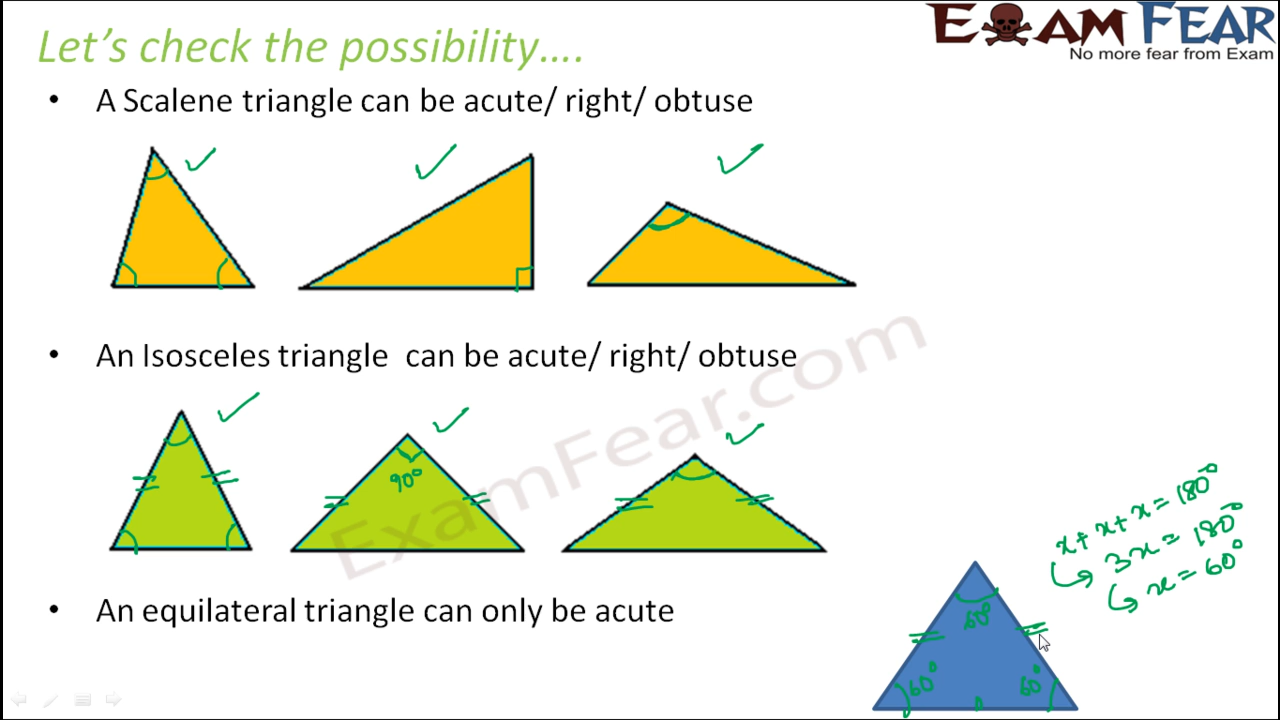 Let's check the possibility....
EXAM FEAR
No more fear from Exam
• A Scalene triangle can be acute/ right/ obtuse
• An Isosceles triangle can be acute/ right/ obtuse
90°
ExamFear.com
• An equilateral triangle can only be acute
x+x+x=180°
3x=180°
x=60°
60°
60° 60°